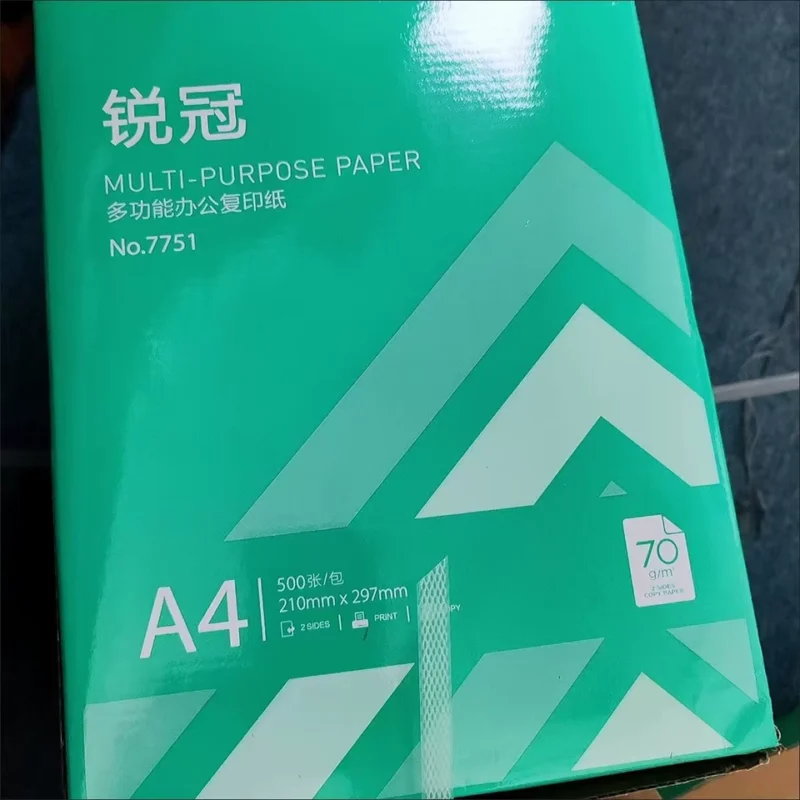 锐冠
MULTI-PURPOSE PAPER
多功能办公复印纸
No.7751
A4
500张/包
210mm x 297mm
2 SIDES
PRINT
70
g/m²
2 SIDES
COPY PAPER